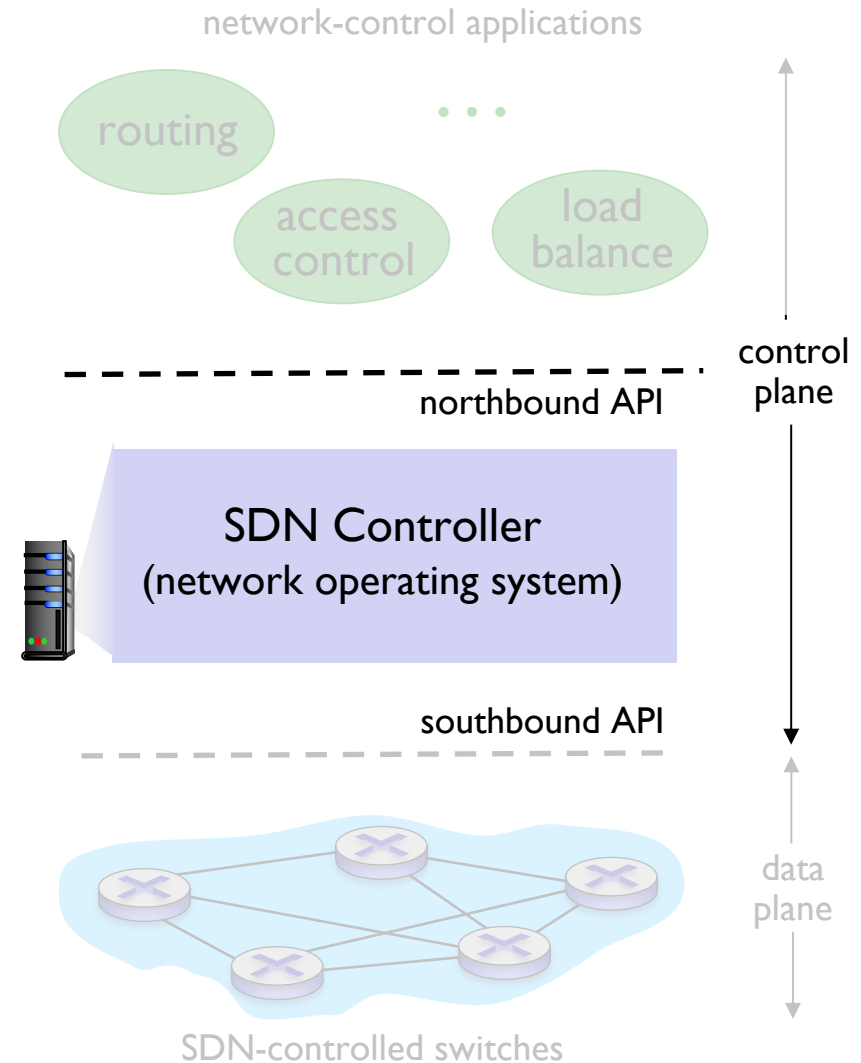 network-control applications
routing
. . .
access
control
load
balance
control
plane
northbound API
SDN Controller
(network operating system)
southbound API
data
plane
SDN-controlled switches